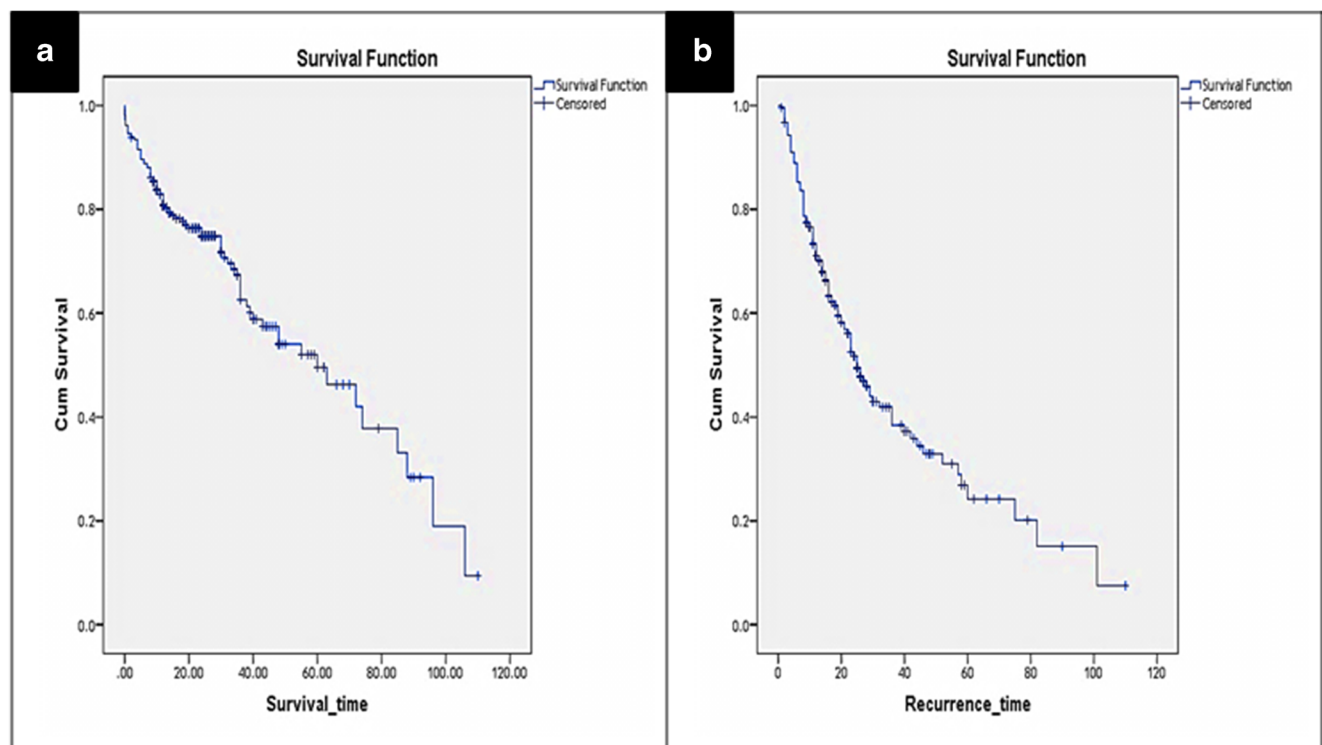 a
Survival Function
Survival Function
Censored
Cum Survival
1.0
0.8
0.6
0.4
0.2
0.0
.00 20.00 40.00 60.00 80.00 100.00 120.00
Survival_time
b
Survival Function
Survival Function
Censored
Cum Survival
1.0
0.8
0.6
0.4
0.2
0.0
0 20 40 60 80 100 120
Recurrence_time